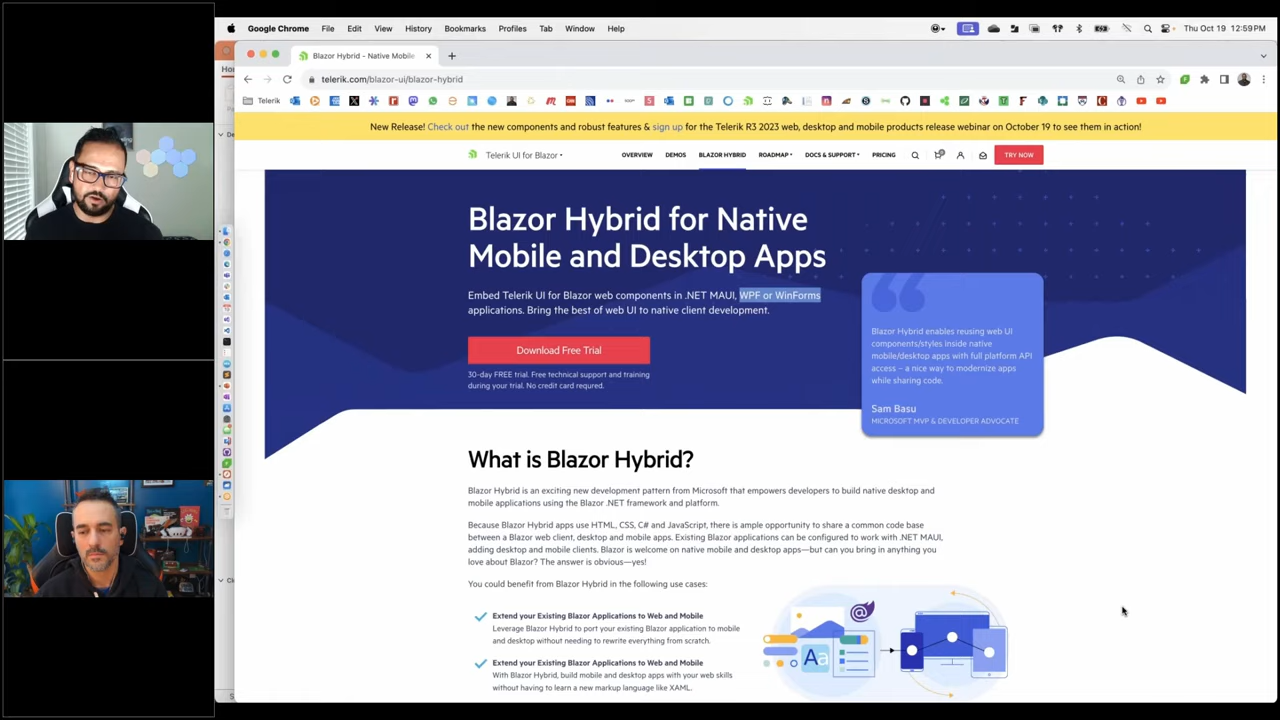 Google Chrome File Edit View History Bookmarks Profiles Tab Window Help Thu Oct 19 12:59PM
Blazor Hybrid - Native Mobile
telerik.com/blazor-ui/blazor-hybrid
Telerik
New Release! Check out the new components and robust features & sign up for the Telerik R3 2023 web, desktop and mobile products release webinar on October 19 to see them in action!
Telerik UI for Blazor OVERVIEW DEMOS BLAZOR HYBRID ROADMAP DOCS & SUPPORT PRICING TRY NOW
Blazor Hybrid for Native
Mobile and Desktop Apps
Embed Telerik UI for Blazor web components in .NET MAUI, WPF or WinForms
applications. Bring the best of web UI to native client development.
Download Free Trial
30-day FREE trial. Free technical support and training
during your trial. No credit card requred.
Blazor Hybrid enables reusing web UI
components/styles inside native
mobile/desktop apps with full platform API
access – a nice way to modernize apps
while sharing code.
Sam Basu
MICROSOFT MVP & DEVELOPER ADVOCATE
What is Blazor Hybrid?
Blazor Hybrid is an exciting new development pattern from Microsoft that empowers developers to build native desktop and
mobile applications using the Blazor .NET framework and platform.
Because Blazor Hybrid apps use HTML, CSS, C# and JavaScript, there is ample opportunity to share a common code base
between a Blazor web client, desktop and mobile apps. Existing Blazor applications can be configured to work with .NET MAUI,
adding desktop and mobile clients. Blazor is welcome on native mobile and desktop apps—but can you bring in anything you
love about Blazor? The answer is obvious—yes!
You could benefit from Blazor Hybrid in the following use cases:
Extend your Existing Blazor Applications to Web and Mobile
Leverage Blazor Hybrid to port your existing Blazor application to mobile
and desktop without needing to rewrite everything from scratch.
Extend your Existing Blazor Applications to Web and Mobile
With Blazor Hybrid, build mobile and desktop apps with your web skills
without having to learn a new markup language like XAML.
@
Aa